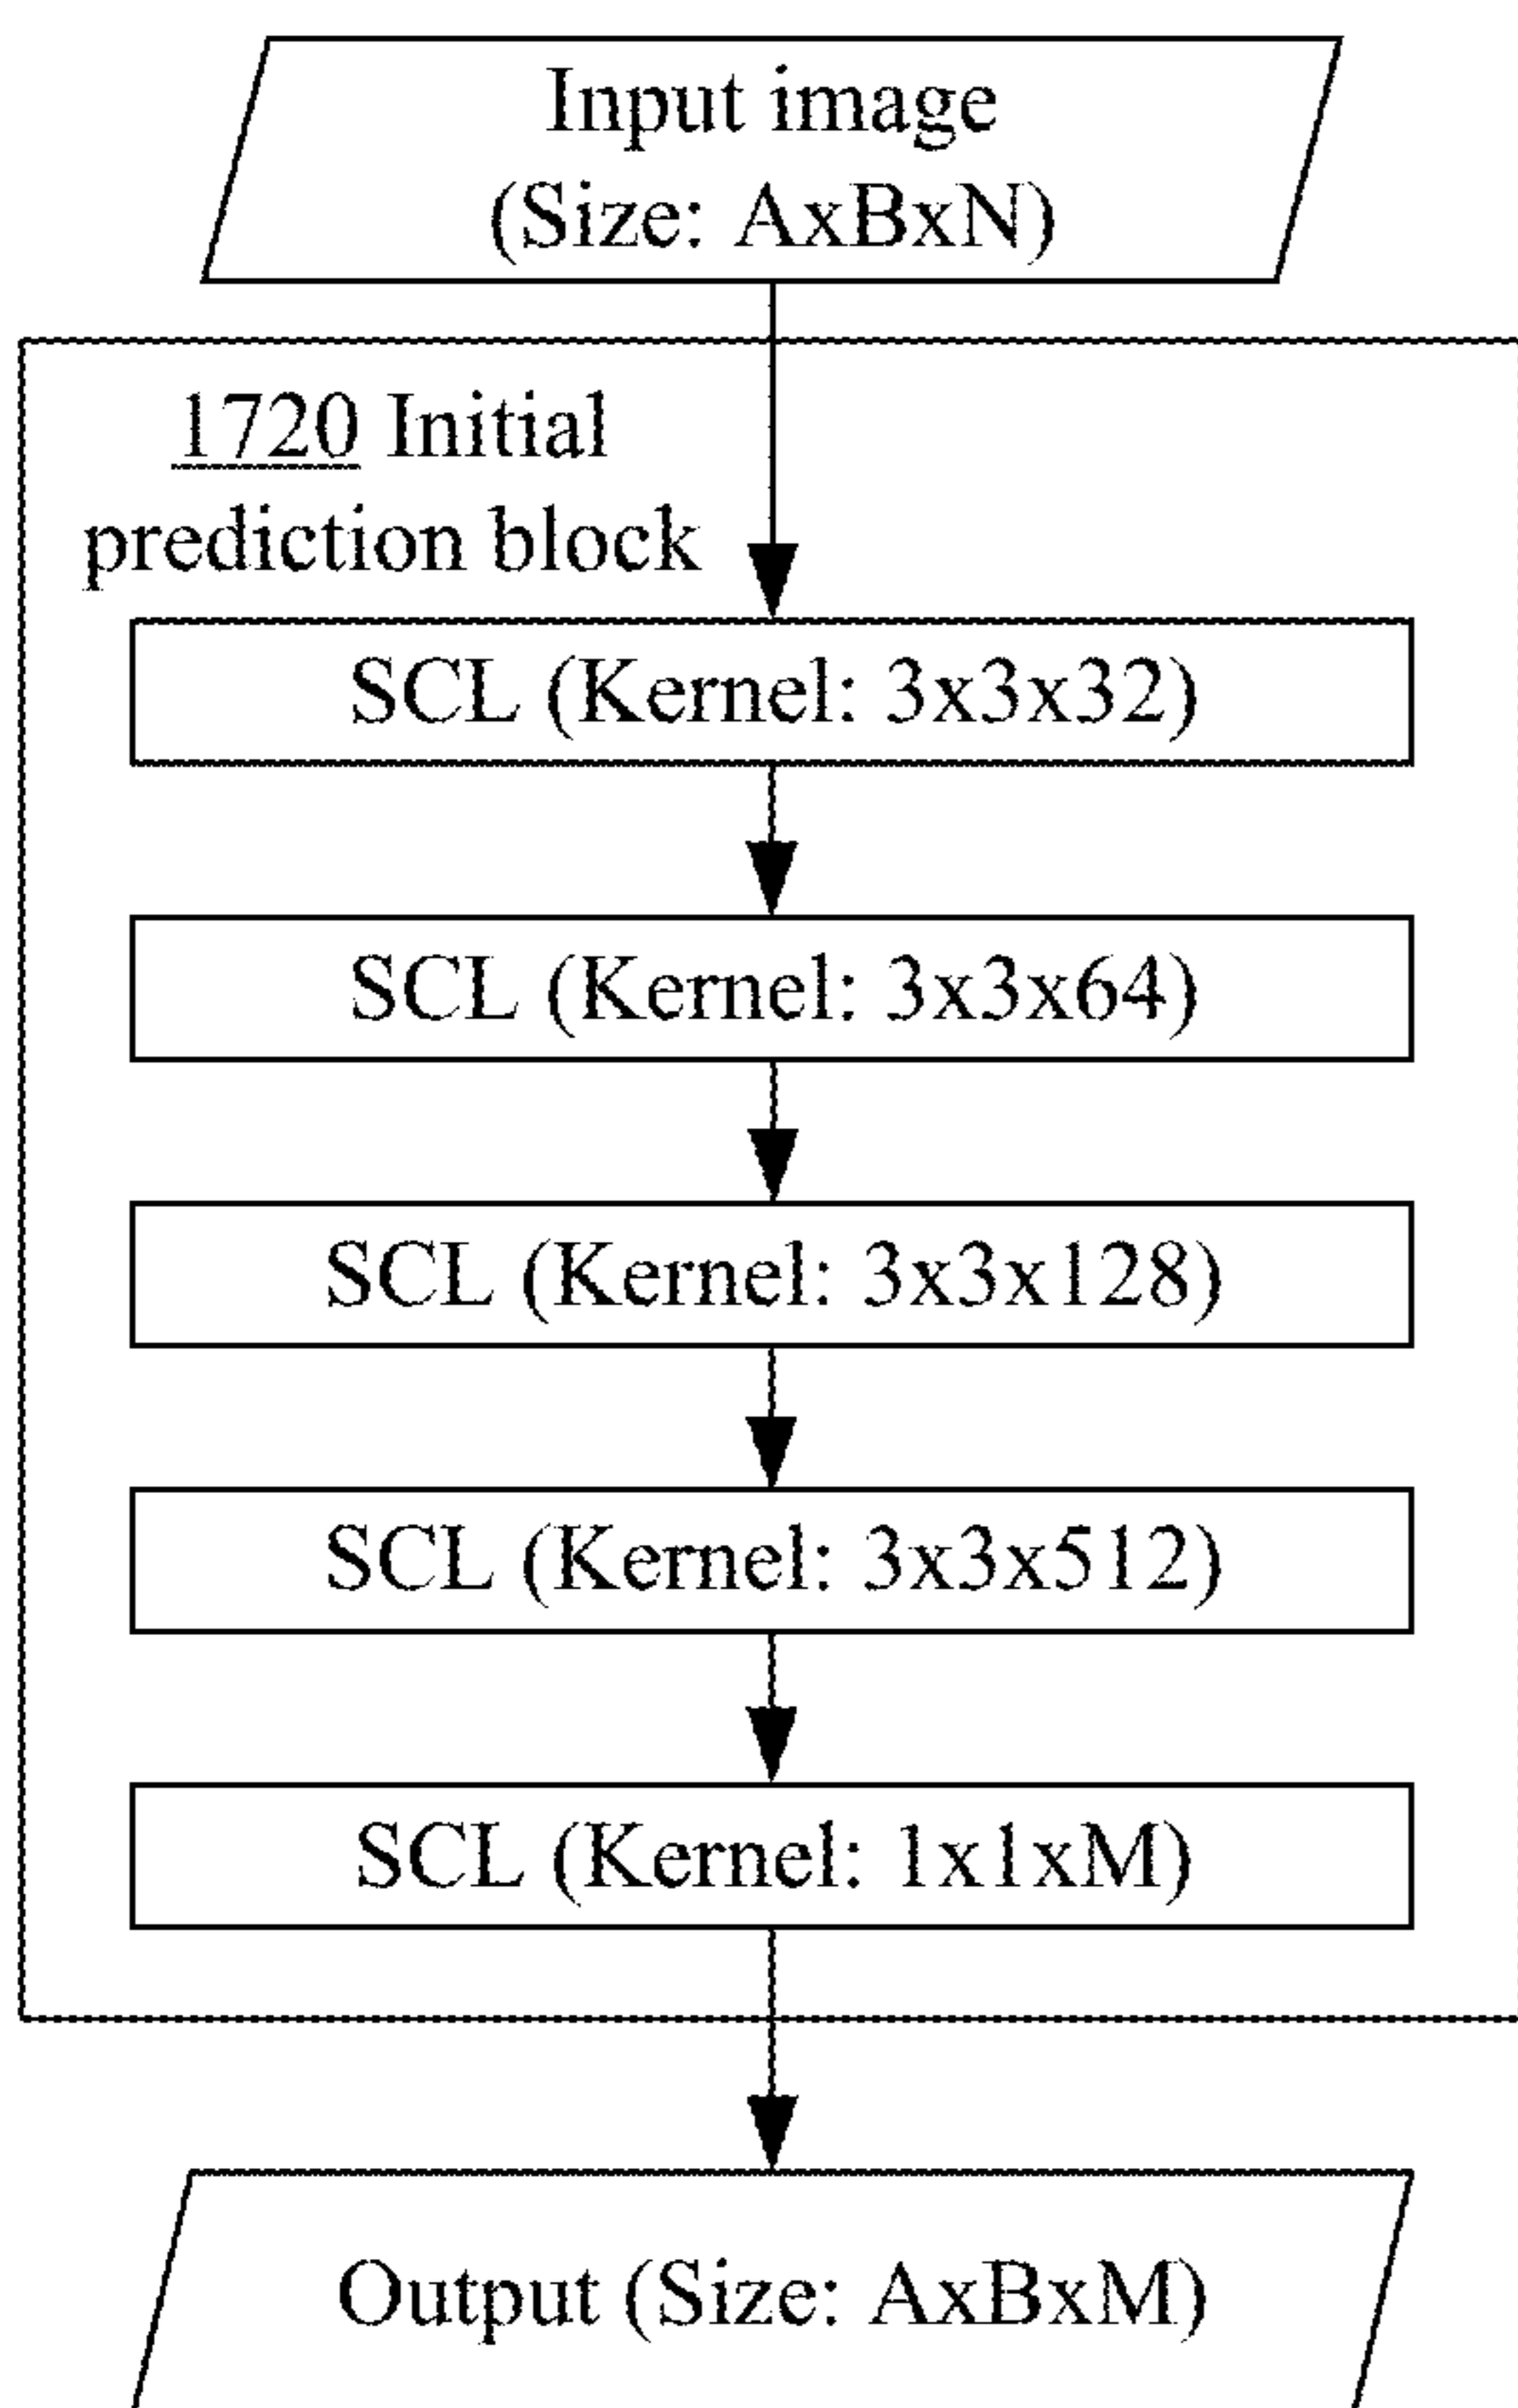 Input image
(Size: AxBxN)
1720 Initial
prediction block
SCL (Kernel: 3x3x32)
SCL (Kernel: 3x3x64)
SCL (Kernel: 3x3x128)
SCL (Kernel: 3x3x512)
SCL (Kernel: 1x1xM)
Output (Size: AxBxM)